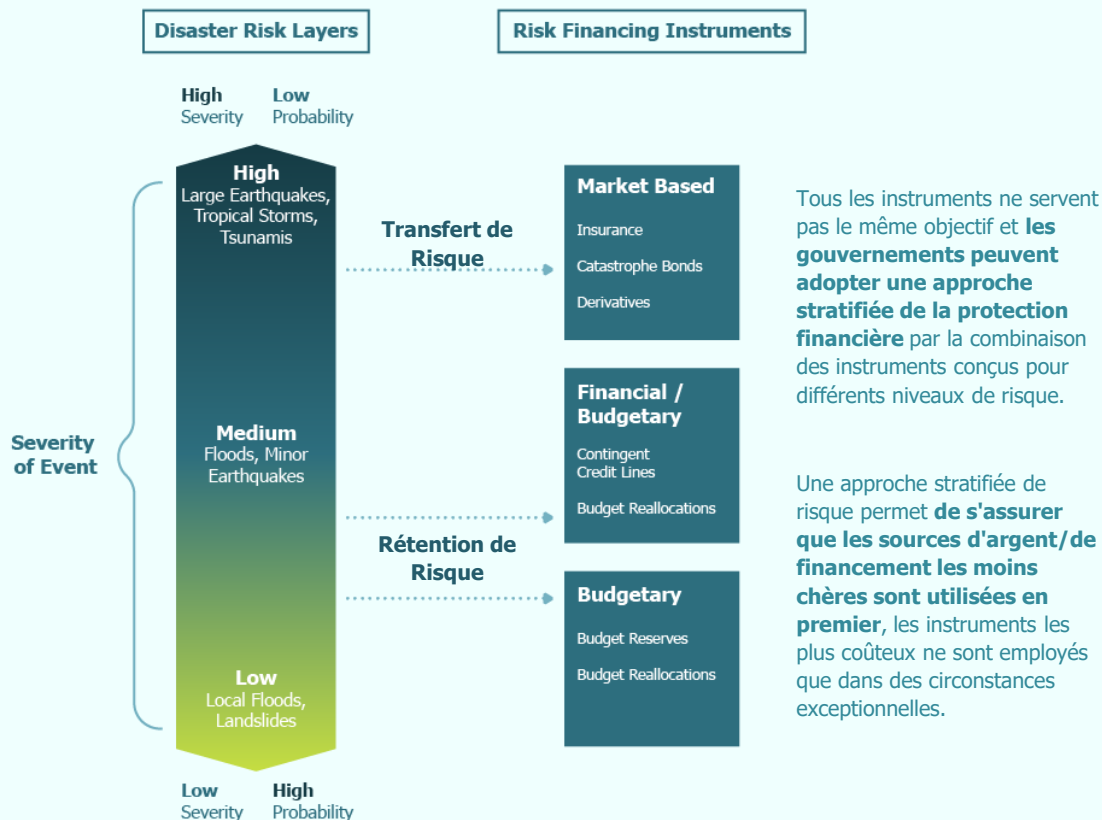 Disaster Risk Layers
Risk Financing Instruments
High
Severity
Low
Probability
High
Large Earthquakes,
Tropical Storms,
Tsunamis
Medium
Floods, Minor
Earthquakes
Low
Local Floods,
Landslides
Low
Severity
High
Probability
Severity
of Event
Transfert de
Risque
Rétention de
Risque
Market Based
Insurance
Catastrophe Bonds
Derivatives
Financial /
Budgetary
Contingent
Credit Lines
Budget Reallocations
Budgetary
Budget Reserves
Budget Reallocations
Tous les instruments ne servent
pas le même objectif et les
gouvernements peuvent
adopter une approche
stratifiée de la protection
financière par la combinaison
des instruments conçus pour
différents niveaux de risque.
Une approche stratifiée de
risque permet de s'assurer
que les sources d'argent/de
financement les moins
chères sont utilisées en
premier, les instruments les
plus coûteux ne sont employés
que dans des circonstances
exceptionnelles.